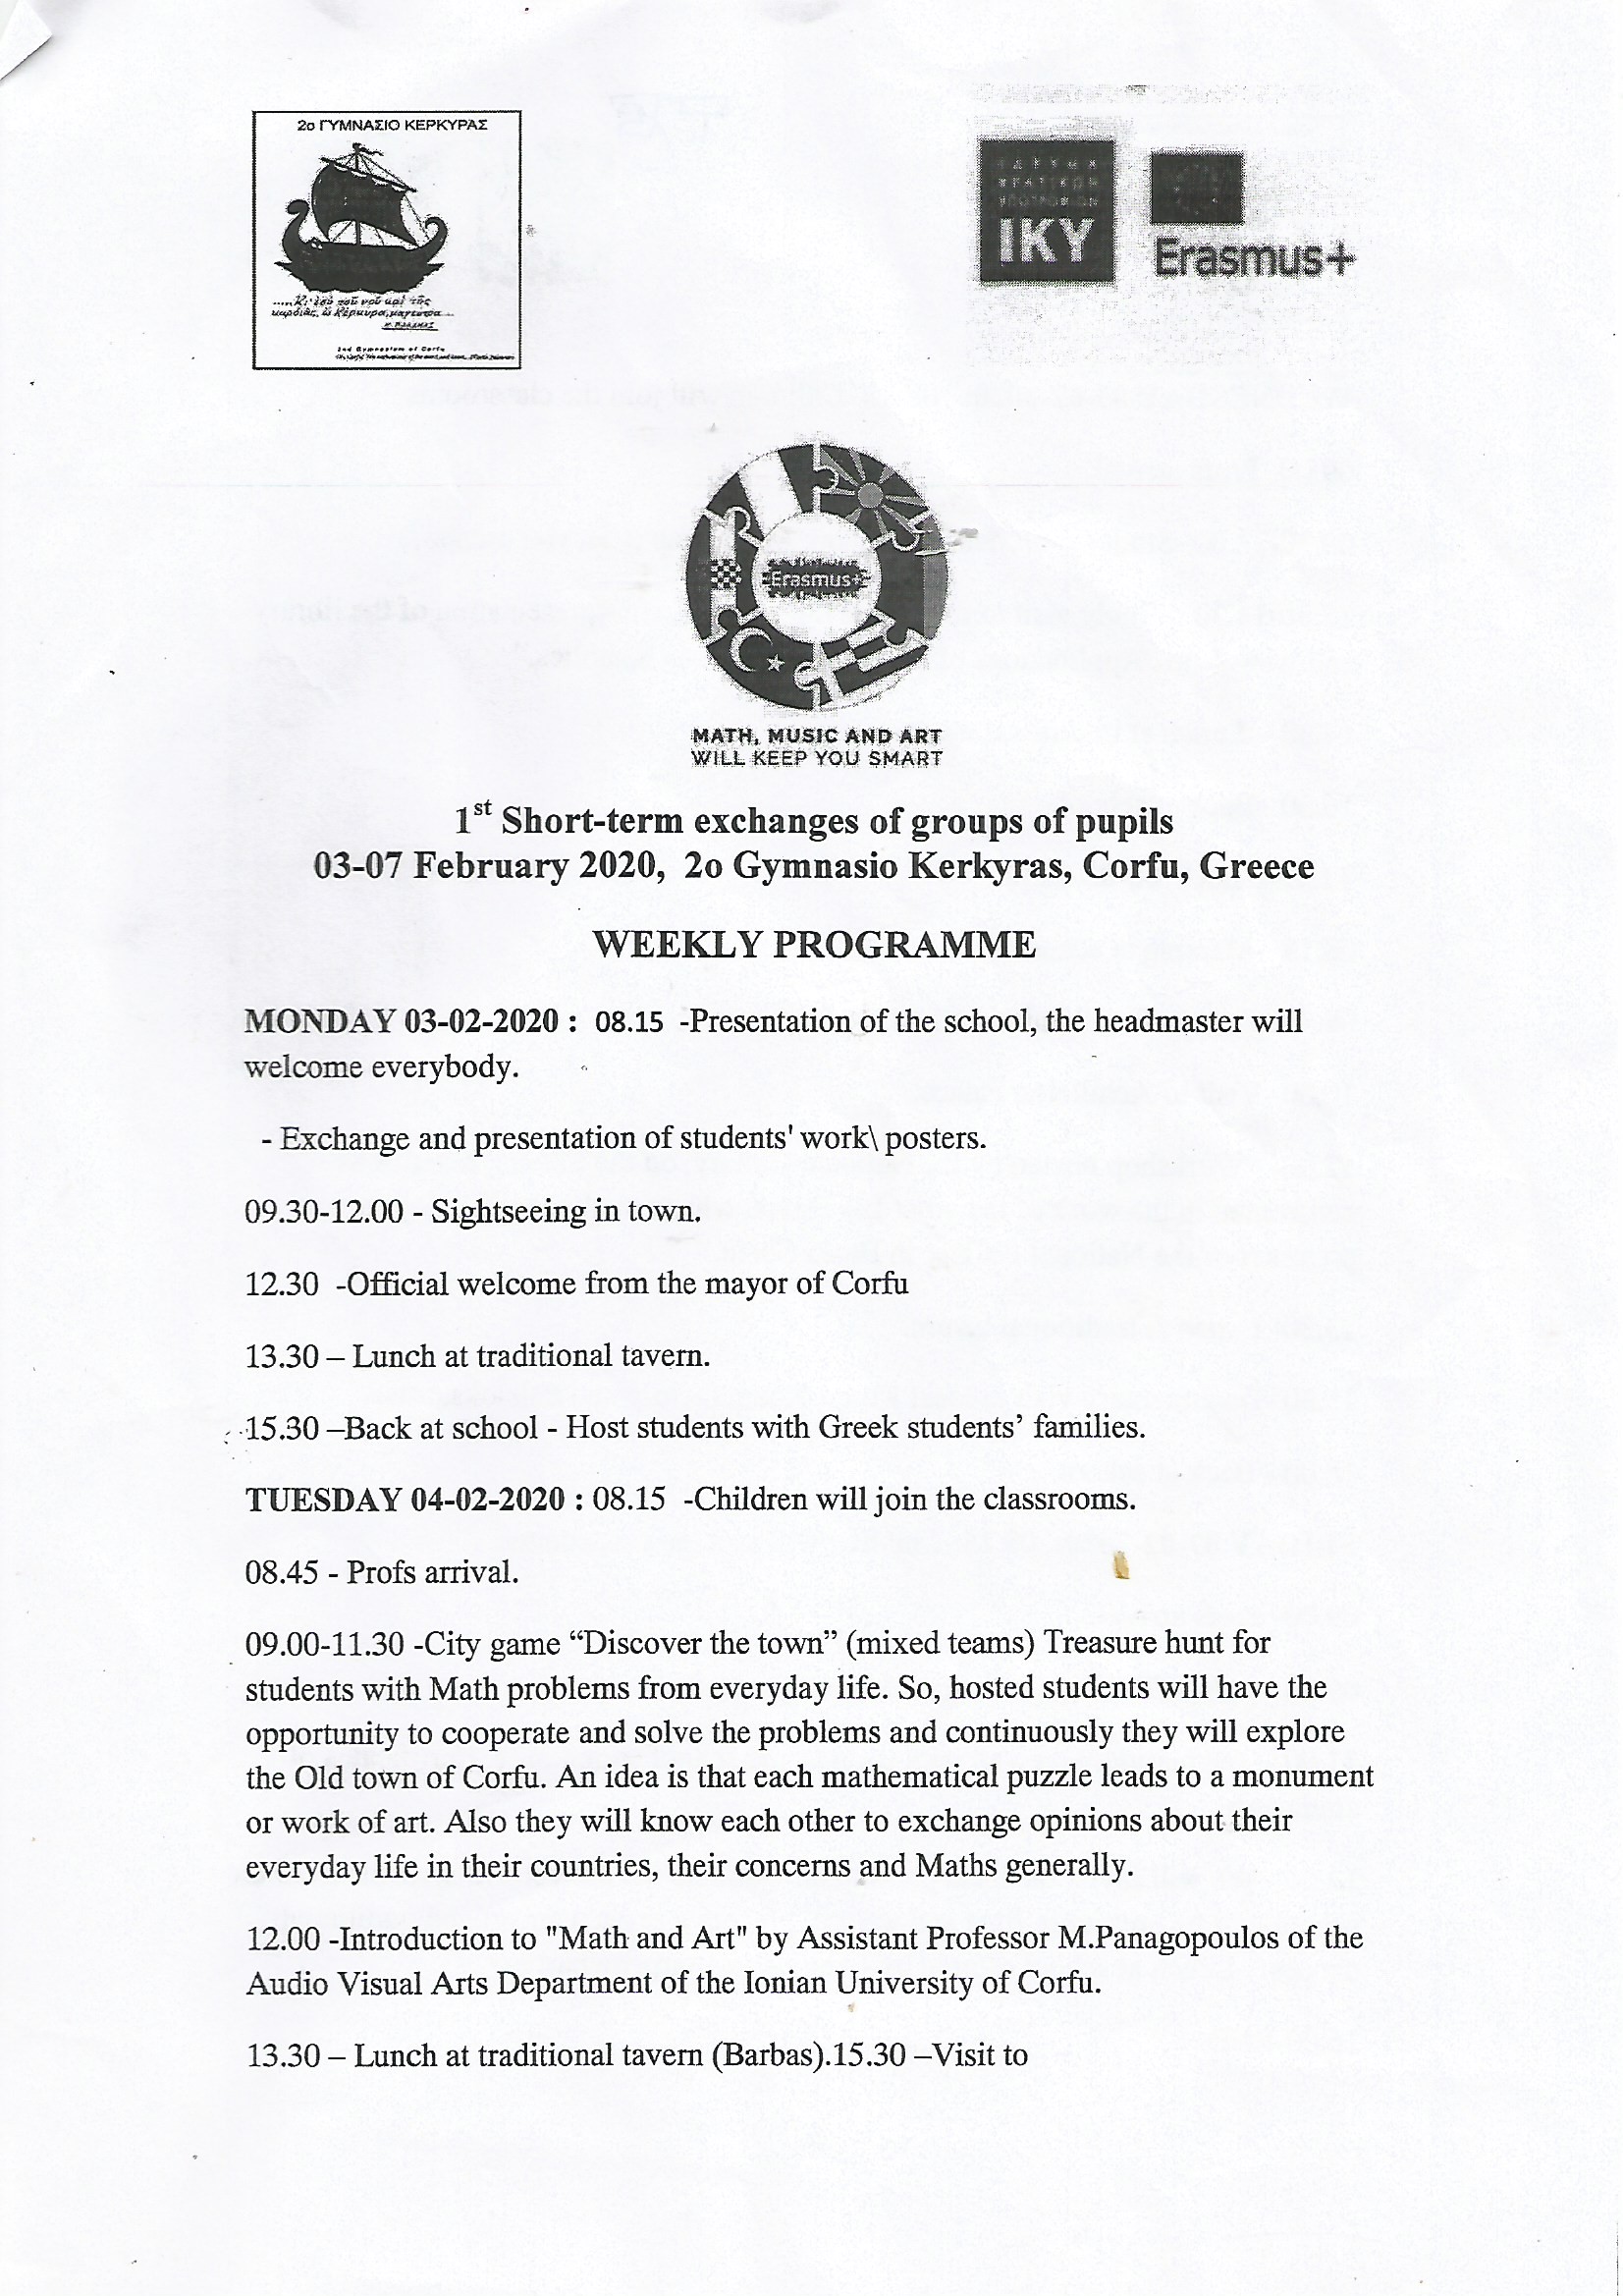 2ο ΓΥΜΝΑΣΙΟ ΚΕΡΚΥΡΑΣ
2nd Gymnasium of Corfu
ΙΚΥ
Erasmus+
Erasmus+
MATH, MUSIC AND ART
WILL KEEP YOU SMART
1st Short-term exchanges of groups of pupils
03-07 February 2020, 2o Gymnasio Kerkyras, Corfu, Greece
WEEKLY PROGRAMME
MONDAY 03-02-2020 : 08.15 -Presentation of the school, the headmaster will
welcome everybody.
- Exchange and presentation of students' work\ posters.
09.30-12.00 - Sightseeing in town.
12.30 -Official welcome from the mayor of Corfu
13.30 – Lunch at traditional tavern.
15.30 –Back at school - Host students with Greek students’ families.
TUESDAY 04-02-2020 : 08.15 -Children will join the classrooms.
08.45 - Profs arrival.
09.00-11.30 -City game “Discover the town” (mixed teams) Treasure hunt for
students with Math problems from everyday life. So, hosted students will have the
opportunity to cooperate and solve the problems and continuously they will explore
the Old town of Corfu. An idea is that each mathematical puzzle leads to a monument
or work of art. Also they will know each other to exchange opinions about their
everyday life in their countries, their concerns and Maths generally.
12.00 -Introduction to "Math and Art" by Assistant Professor M.Panagopoulos of the
Audio Visual Arts Department of the Ionian University of Corfu.
13.30 – Lunch at traditional tavern (Barbas).15.30 –Visit to